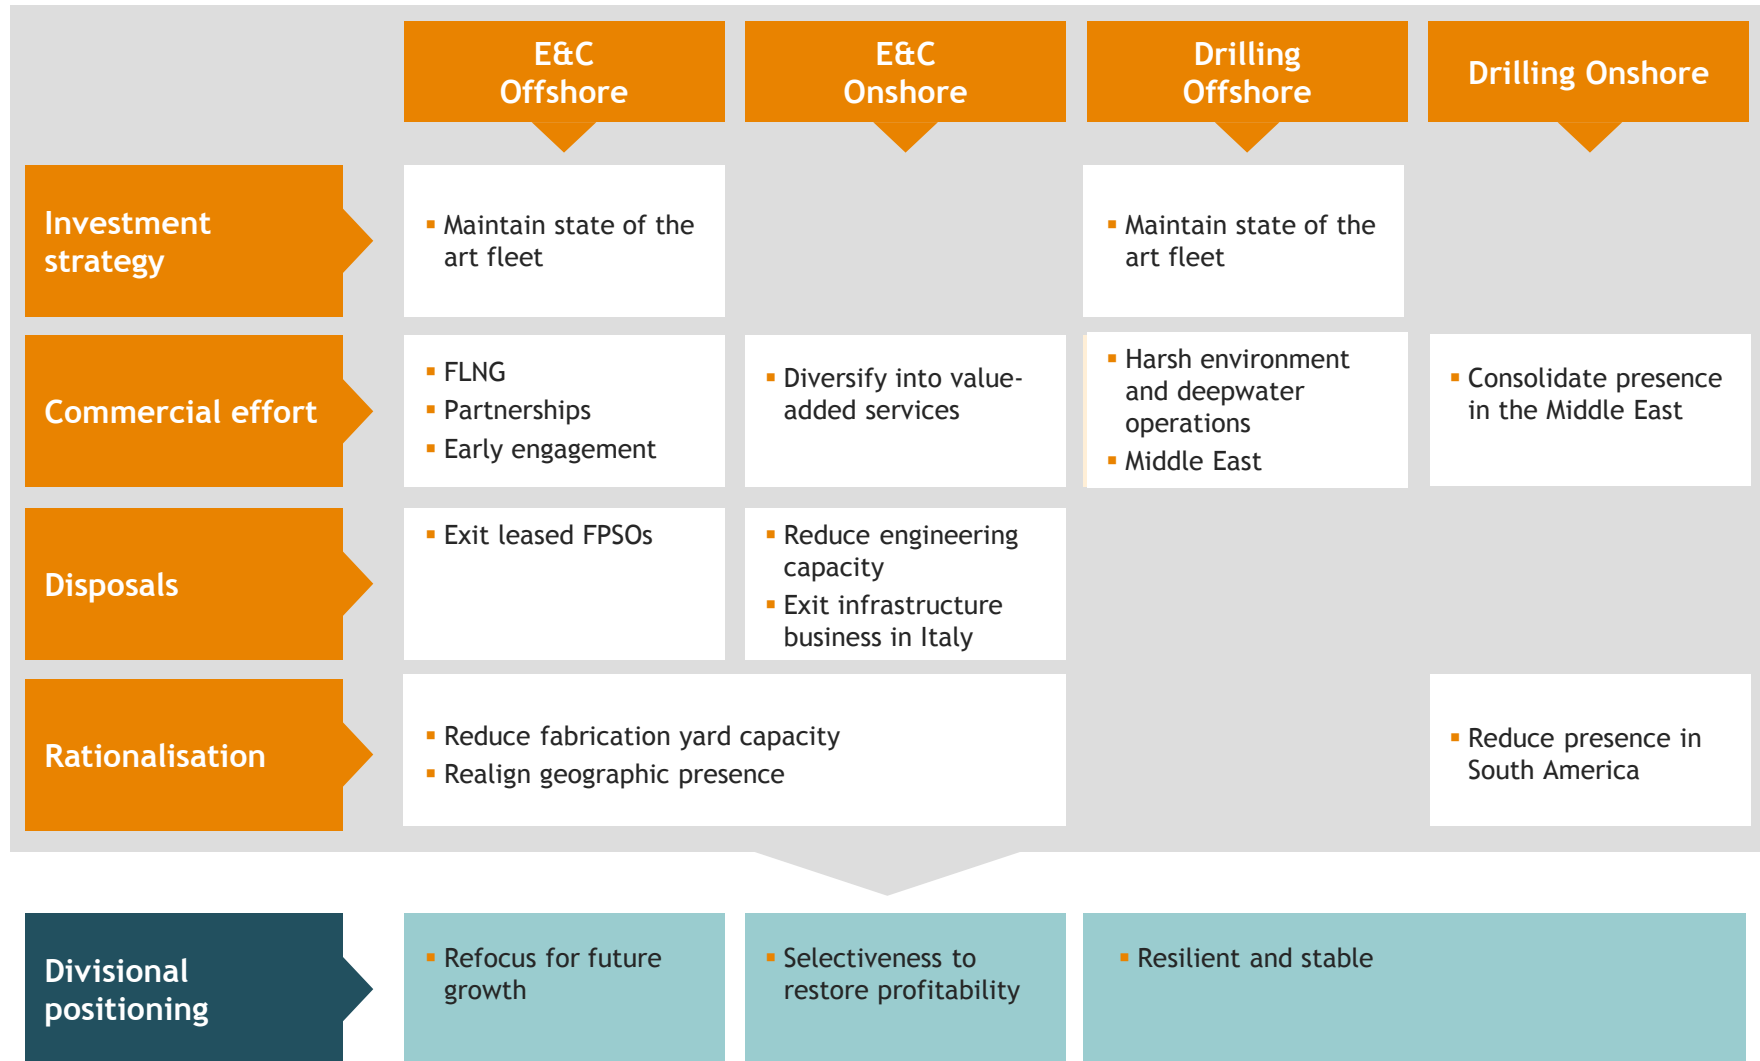 E&C
Offshore
E&C
Onshore
Drilling
Offshore
Drilling Onshore
Investment
strategy
▪ Maintain state of the
art fleet
▪ Maintain state of the
art fleet
Commercial effort
▪ FLNG
▪ Partnerships
▪ Early engagement
▪ Diversify into value-
added services
▪ Harsh environment
and deepwater
operations
▪ Middle East
▪ Consolidate presence
in the Middle East
Disposals
▪ Exit leased FPSOs
▪ Reduce engineering
capacity
▪ Exit infrastructure
business in Italy
Rationalisation
▪ Reduce fabrication yard capacity
▪ Realign geographic presence
▪ Reduce presence in
South America
Divisional
positioning
▪ Refocus for future
growth
▪ Selectiveness to
restore profitability
▪ Resilient and stable